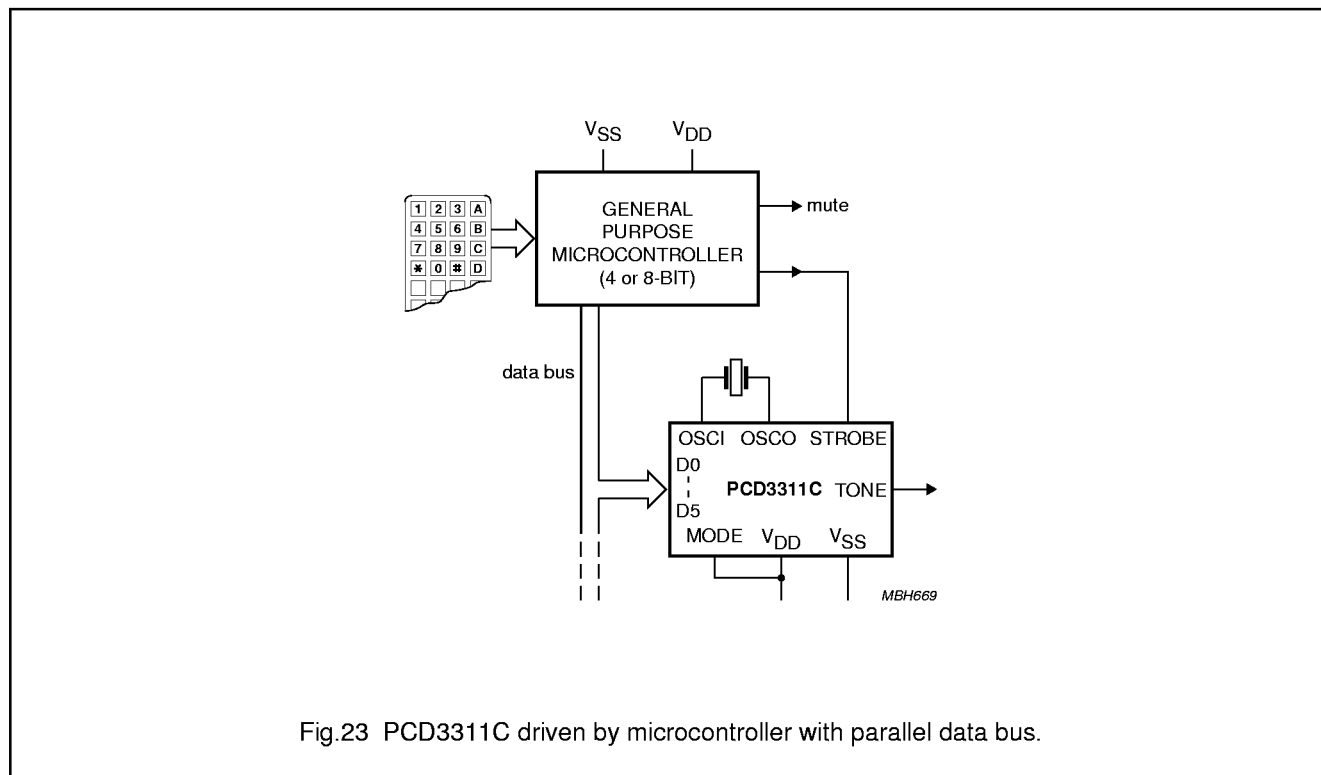 VSS VDD
1 2 3 A
4 5 6 B
7 8 9 C
* 0 # D
GENERAL
PURPOSE
MICROCONTROLLER
(4 or 8-BIT)
mute
data bus
OSCI OSCO STROBE
D0
PCD3311C TONE
D5
MODE VDD VSS
MBH669
Fig.23 PCD3311C driven by microcontroller with parallel data bus.